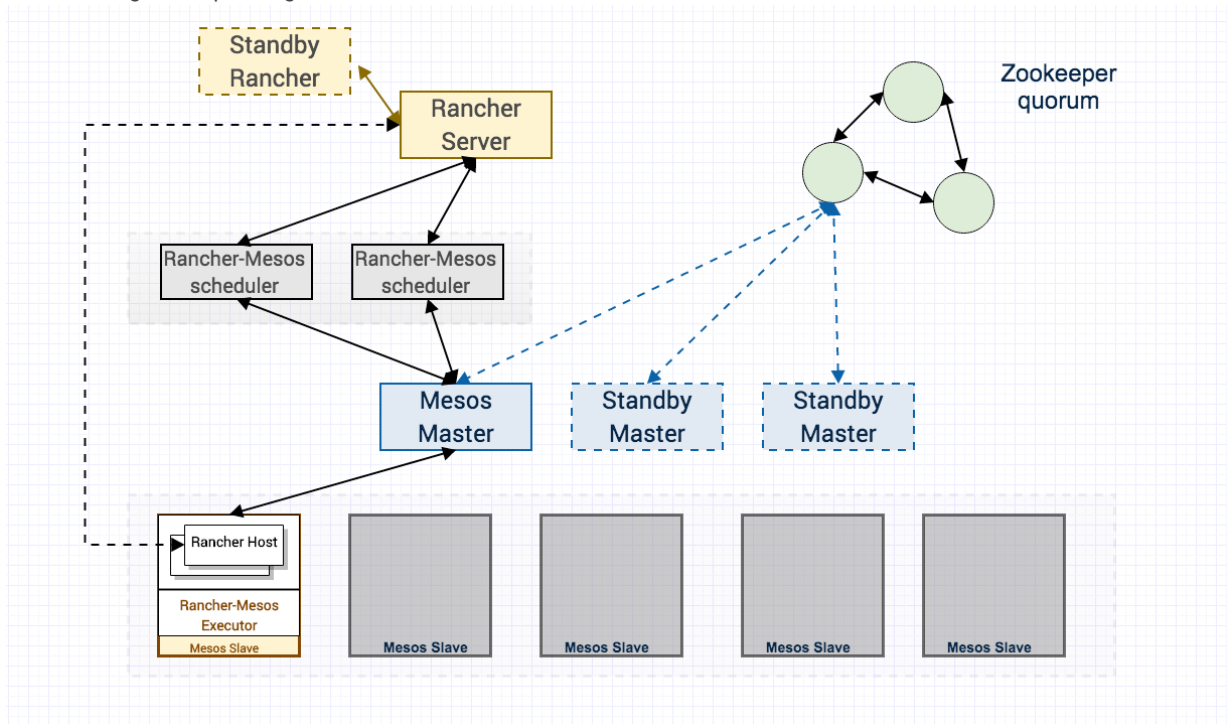 Standby
Rancher
Rancher
Server
Zookeeper
quorum
Rancher-Mesos
scheduler
Rancher-Mesos
scheduler
Mesos
Master
Standby
Master
Standby
Master
Rancher Host
Rancher-Mesos
Executor
Mesos Slave
Mesos Slave
Mesos Slave
Mesos Slave
Mesos Slave